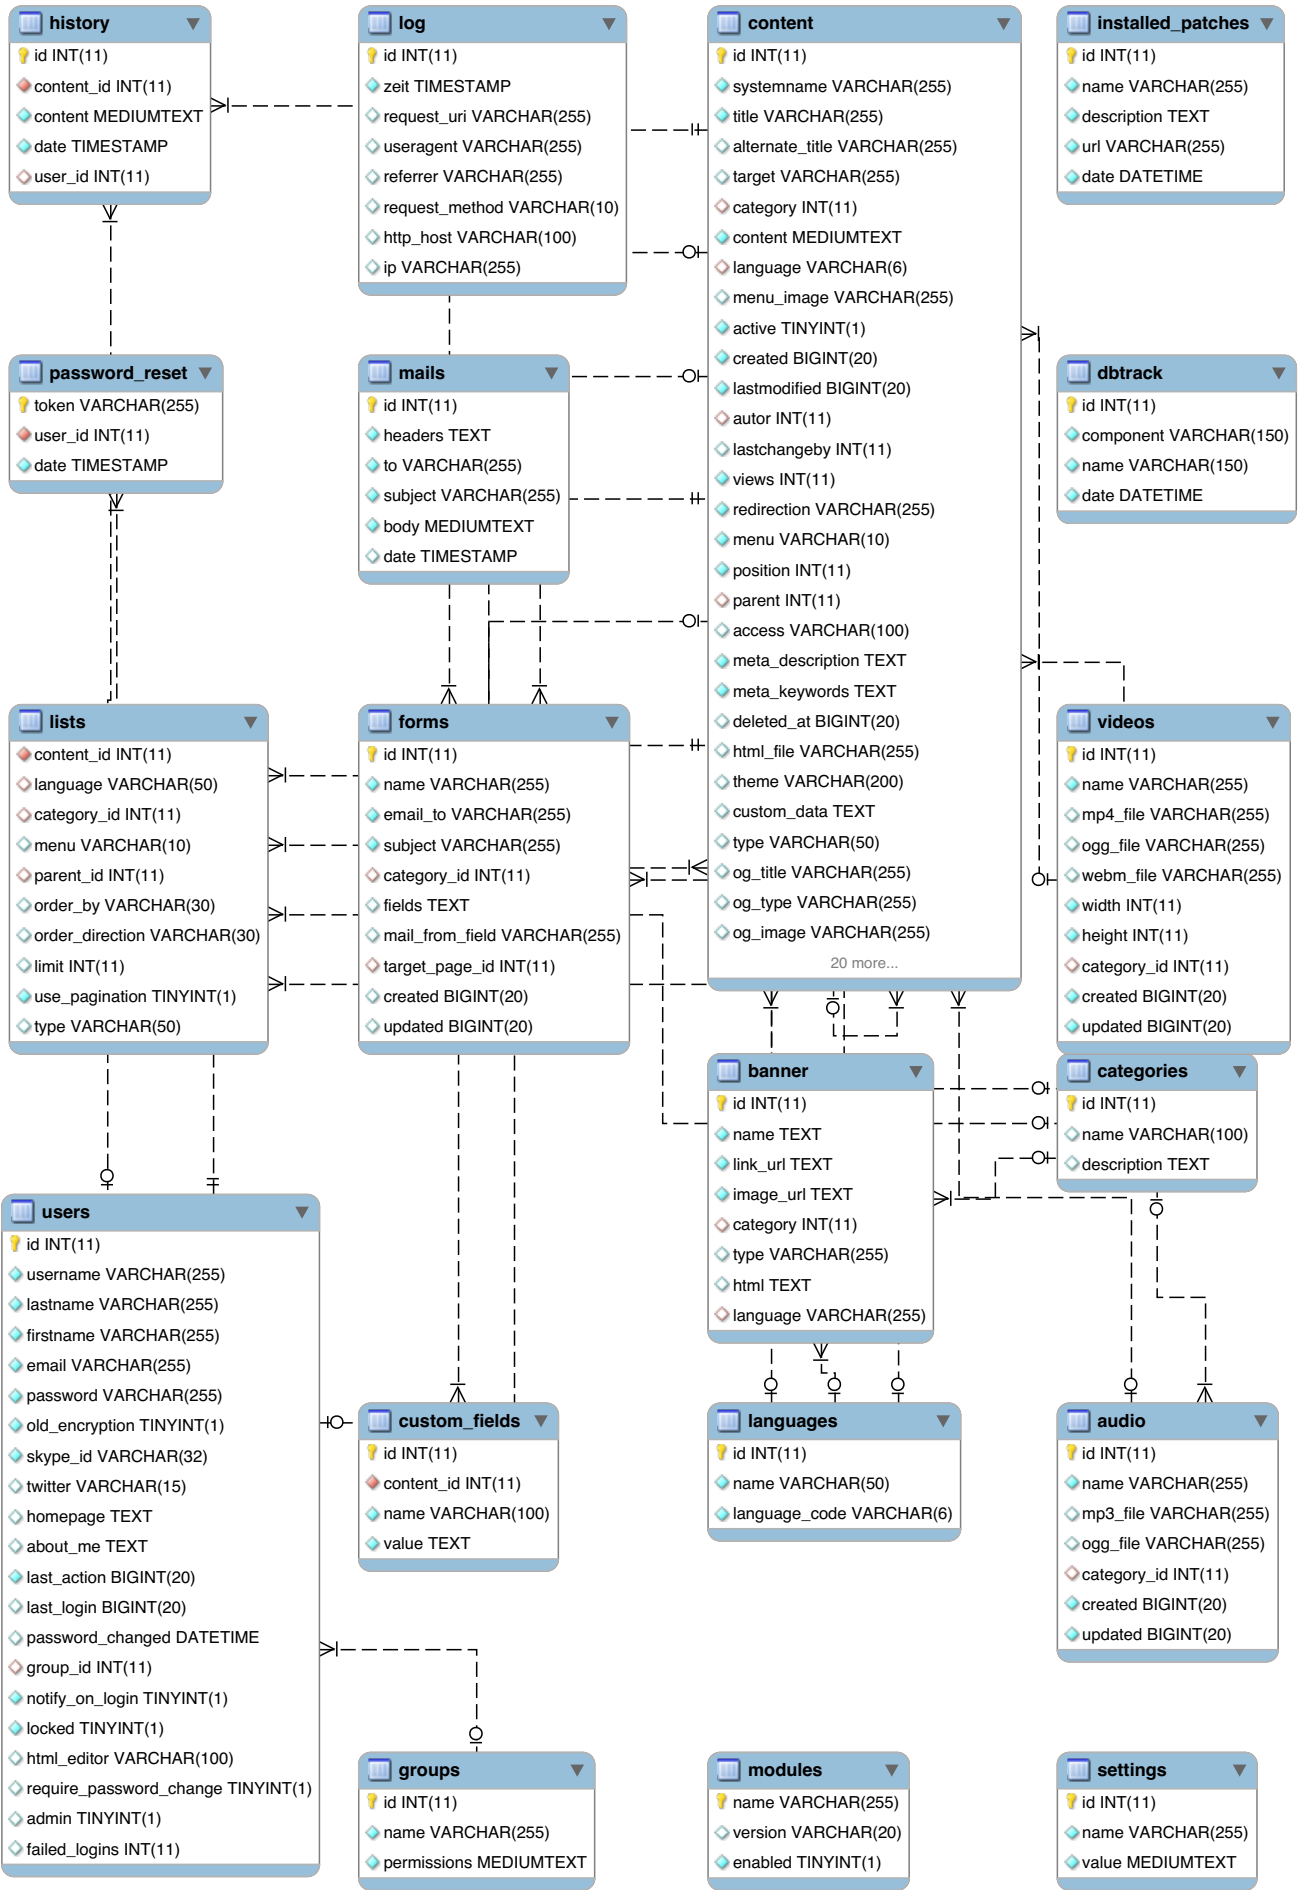 history
id INT(11)
content_id INT(11)
content MEDIUMTEXT
date TIMESTAMP
user_id INT(11)
log
id INT(11)
zeit TIMESTAMP
request_uri VARCHAR(255)
useragent VARCHAR(255)
referrer VARCHAR(255)
request_method VARCHAR(10)
http_host VARCHAR(100)
ip VARCHAR(255)
content
id INT(11)
systemname VARCHAR(255)
title VARCHAR(255)
alternate_title VARCHAR(255)
target VARCHAR(255)
category INT(11)
content MEDIUMTEXT
language VARCHAR(6)
menu_image VARCHAR(255)
active TINYINT(1)
created BIGINT(20)
lastmodified BIGINT(20)
autor INT(11)
lastchangeby INT(11)
views INT(11)
redirection VARCHAR(255)
menu VARCHAR(10)
position INT(11)
parent INT(11)
access VARCHAR(100)
meta_description TEXT
meta_keywords TEXT
deleted_at BIGINT(20)
html_file VARCHAR(255)
theme VARCHAR(200)
custom_data TEXT
type VARCHAR(50)
og_title VARCHAR(255)
og_type VARCHAR(255)
og_image VARCHAR(255)
20 more...
installed_patches
id INT(11)
name VARCHAR(255)
description TEXT
url VARCHAR(255)
date DATETIME
password_reset
token VARCHAR(255)
user_id INT(11)
date TIMESTAMP
mails
id INT(11)
headers TEXT
to VARCHAR(255)
subject VARCHAR(255)
body MEDIUMTEXT
date TIMESTAMP
dbtrack
id INT(11)
component VARCHAR(150)
name VARCHAR(150)
date DATETIME
lists
content_id INT(11)
language VARCHAR(50)
category_id INT(11)
menu VARCHAR(10)
parent_id INT(11)
order_by VARCHAR(30)
order_direction VARCHAR(30)
limit INT(11)
use_pagination TINYINT(1)
type VARCHAR(50)
forms
id INT(11)
name VARCHAR(255)
email_to VARCHAR(255)
subject VARCHAR(255)
category_id INT(11)
fields TEXT
mail_from_field VARCHAR(255)
target_page_id INT(11)
created BIGINT(20)
updated BIGINT(20)
videos
id INT(11)
name VARCHAR(255)
mp4_file VARCHAR(255)
ogg_file VARCHAR(255)
webm_file VARCHAR(255)
width INT(11)
height INT(11)
category_id INT(11)
created BIGINT(20)
updated BIGINT(20)
banner
id INT(11)
name TEXT
link_url TEXT
image_url TEXT
category INT(11)
type VARCHAR(255)
html TEXT
language VARCHAR(255)
categories
id INT(11)
name VARCHAR(100)
description TEXT
users
id INT(11)
username VARCHAR(255)
lastname VARCHAR(255)
firstname VARCHAR(255)
email VARCHAR(255)
password VARCHAR(255)
old_encryption TINYINT(1)
skype_id VARCHAR(32)
twitter VARCHAR(15)
homepage TEXT
about_me TEXT
last_action BIGINT(20)
last_login BIGINT(20)
password_changed DATETIME
group_id INT(11)
notify_on_login TINYINT(1)
locked TINYINT(1)
html_editor VARCHAR(100)
require_password_change TINYINT(1)
admin TINYINT(1)
failed_logins INT(11)
custom_fields
id INT(11)
content_id INT(11)
name VARCHAR(100)
value TEXT
languages
id INT(11)
name VARCHAR(50)
language_code VARCHAR(6)
audio
id INT(11)
name VARCHAR(255)
mp3_file VARCHAR(255)
ogg_file VARCHAR(255)
category_id INT(11)
created BIGINT(20)
updated BIGINT(20)
groups
id INT(11)
name VARCHAR(255)
permissions MEDIUMTEXT
modules
name VARCHAR(255)
version VARCHAR(20)
enabled TINYINT(1)
settings
id INT(11)
name VARCHAR(255)
value MEDIUMTEXT